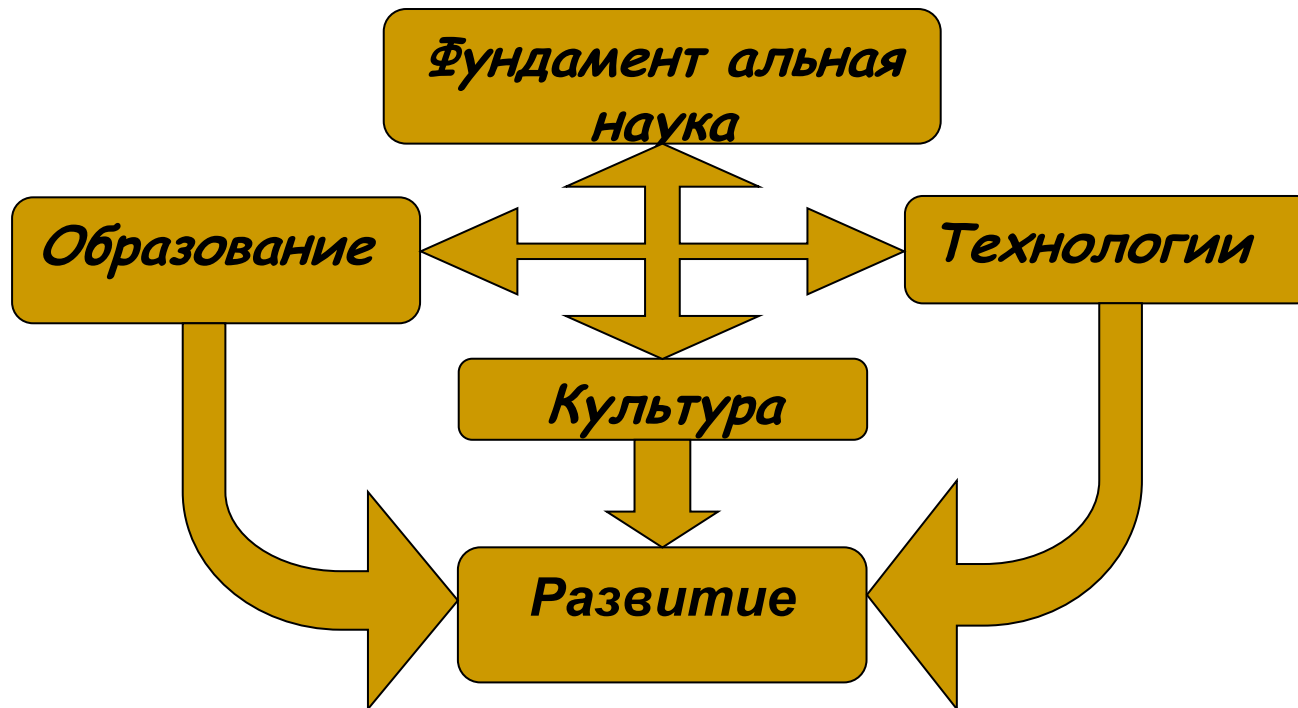 Фундамент альная
наука
Образование
Технологии
Культура
Развитие